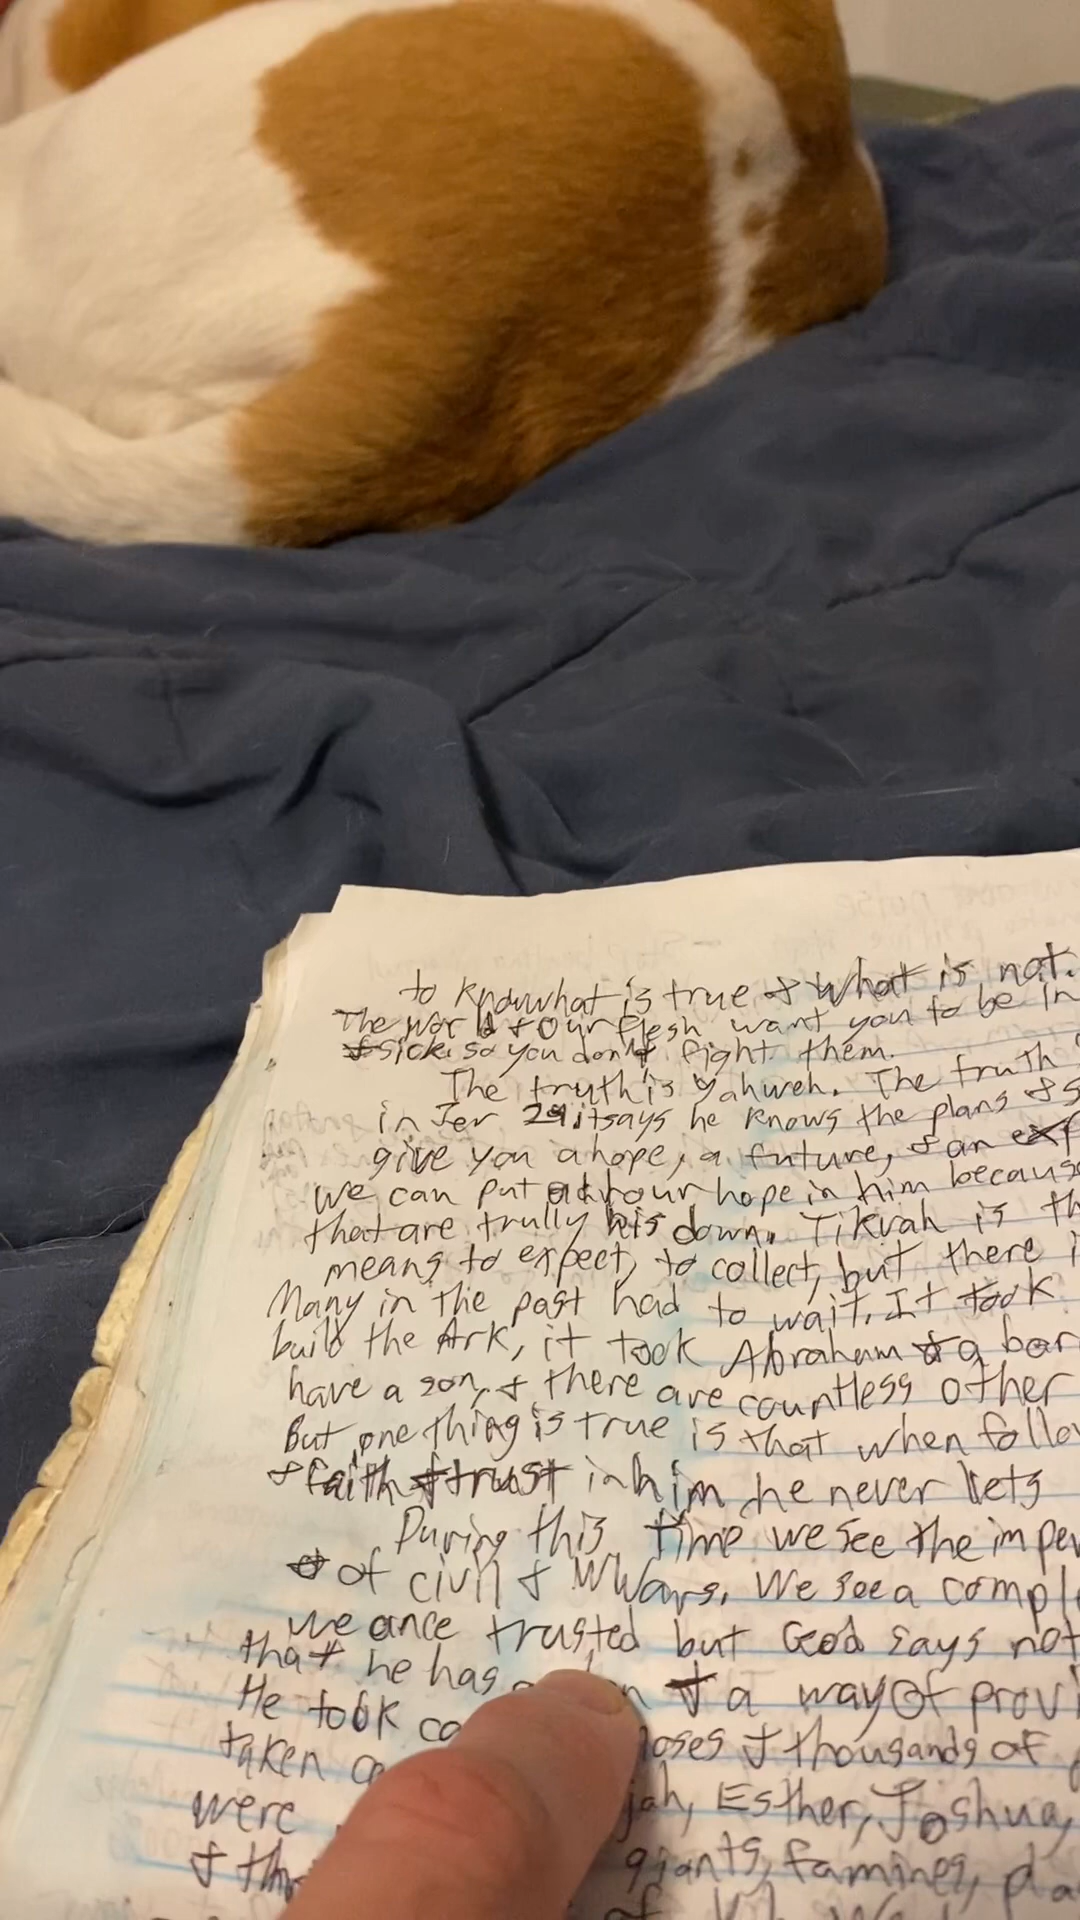 to know what is true & what is not.
The world & our flesh want you to be in
sick so you don't fight them.
The truth is Yahweh. The truth
in Jer 29 it says he knows the plans &
give you a hope, a future, & an
we can put our hope in him because
that are trully his down. Tikvah is th
means to expect, to collect, but there i
Many in the past had to wait. It took
build the Ark, it took Abraham a bar
have a son, & there are countless other
But one thing is true is that when follo
& faith & trust in him he never lets
During this time we see the impe
of civil & WWars. We see a compl
we once trusted but God says not
that he has a way of provi
He took
taken oses & thousands of
were jah, Esther, Joshua,
& giants, famines, pla
of